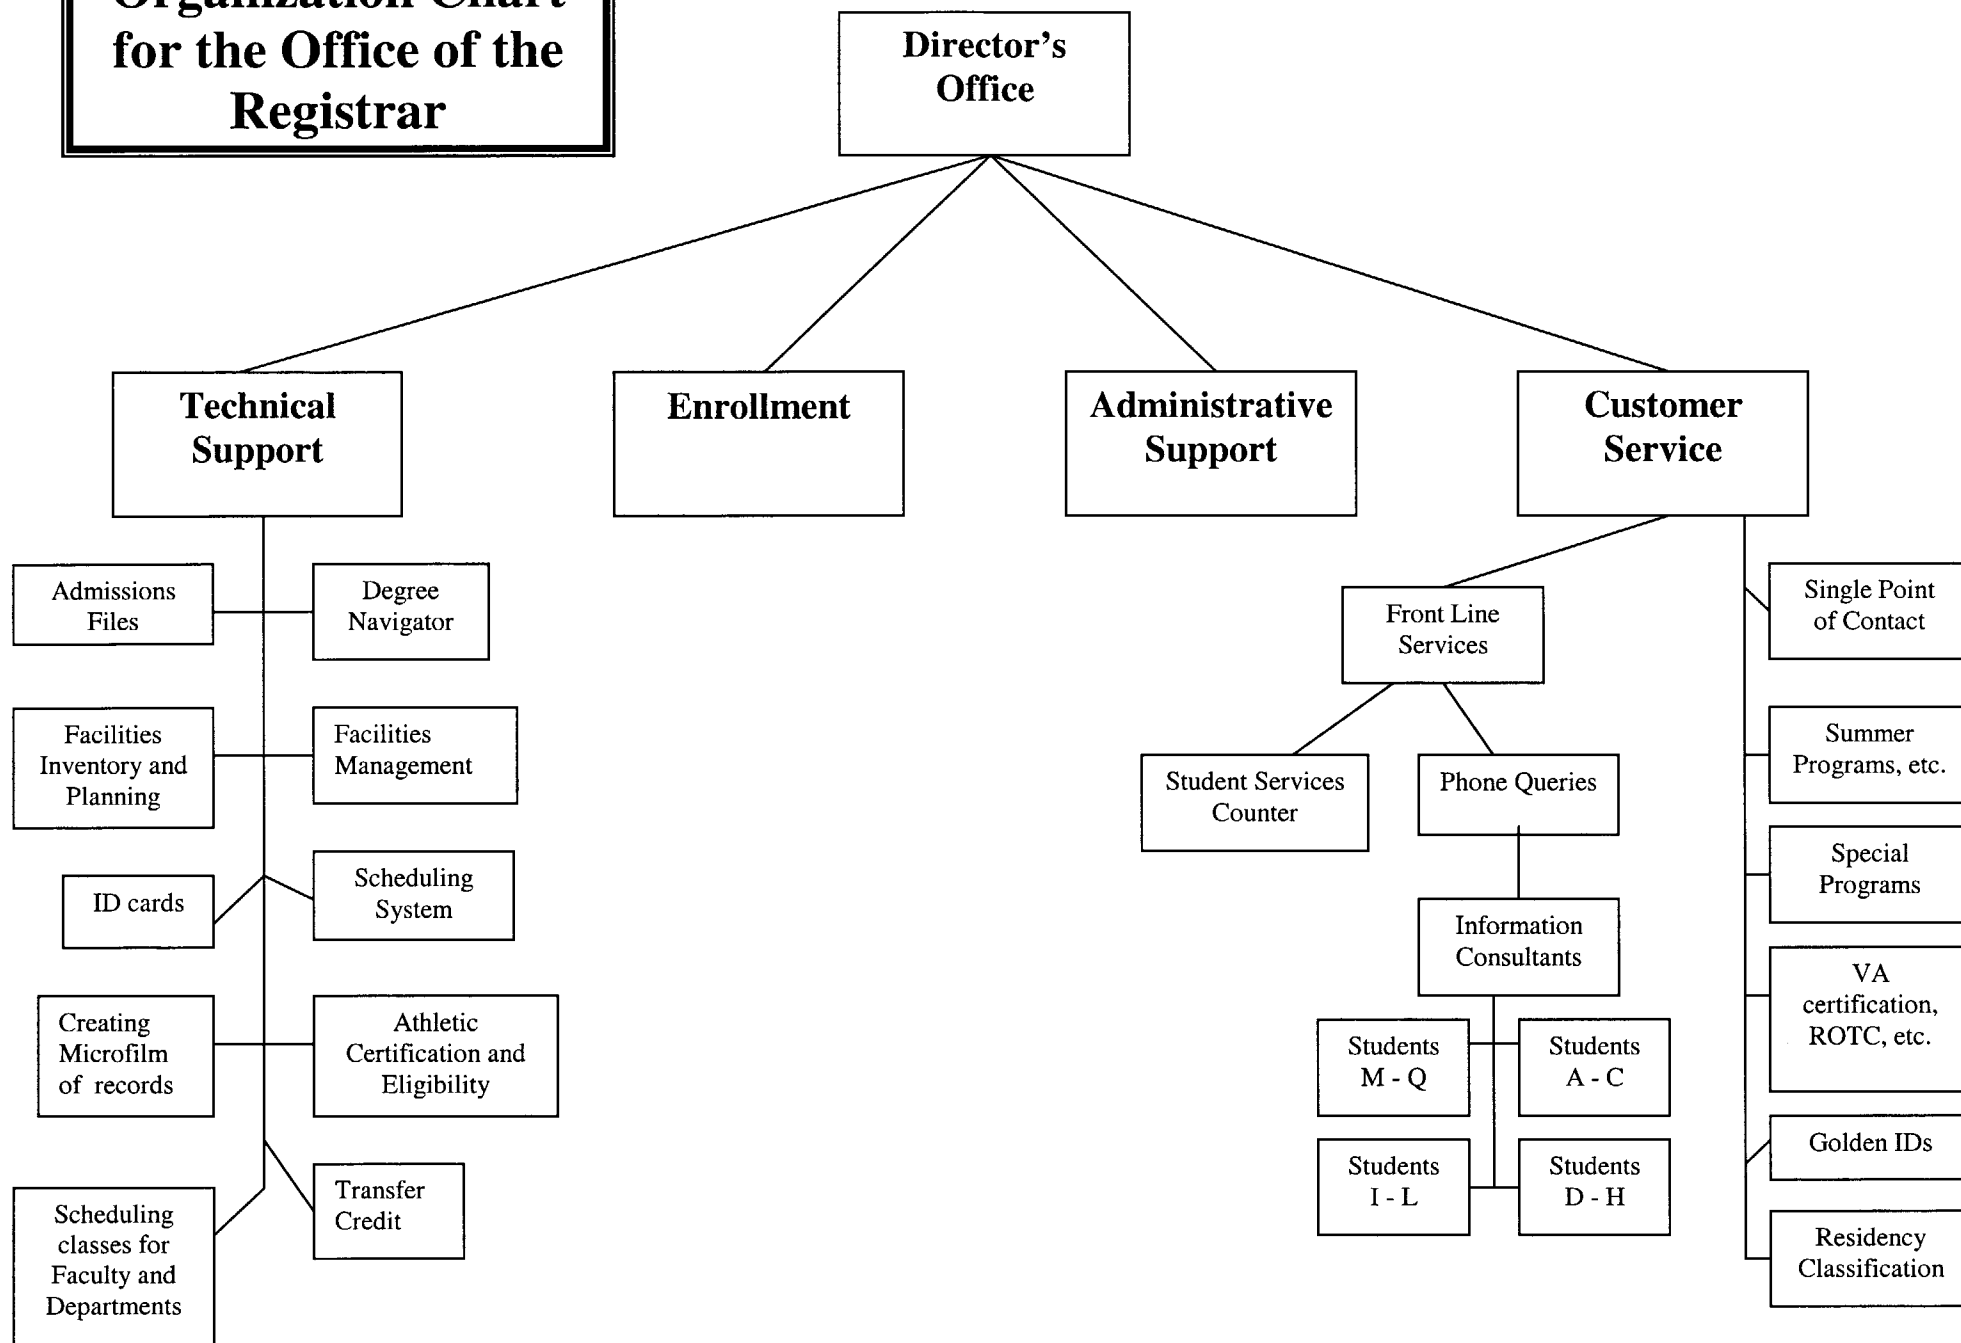 Organization Chart
for the Office of the
Registrar
Director's
Office
Technical
Support
Enrollment
Administrative
Support
Customer
Service
Admissions
Files
Degree
Navigator
Facilities
Inventory and
Planning
Facilities
Management
ID cards
Scheduling
System
Creating
Microfilm
of records
Athletic
Certification and
Eligibility
Scheduling
classes for
Faculty and
Departments
Transfer
Credit
Front Line
Services
Student Services
Counter
Phone Queries
Information
Consultants
Students
M - Q
Students
A - C
Students
I - L
Students
D - H
Single Point
of Contact
Summer
Programs, etc.
Special
Programs
VA
certification,
ROTC, etc.
Golden IDs
Residency
Classification